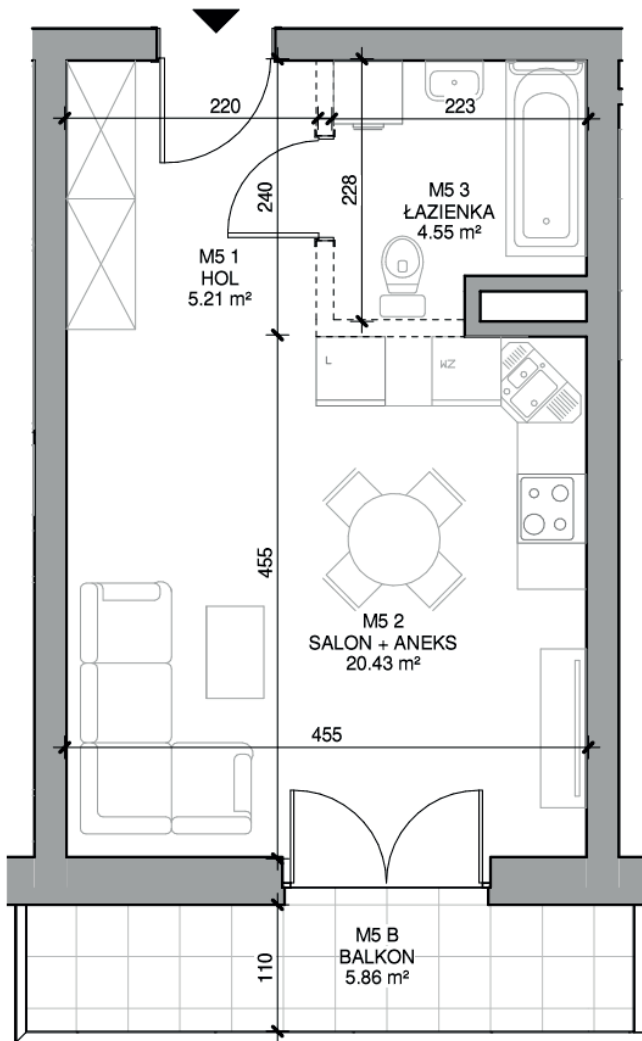 220
223
240
228
M5 3
ŁAZIENKA
4.55 m²
M5 1
HOL
5.21 m²
L
WZ
455
M5 2
SALON + ANEKS
20.43 m²
455
110
M5 B
BALKON
5.86 m²